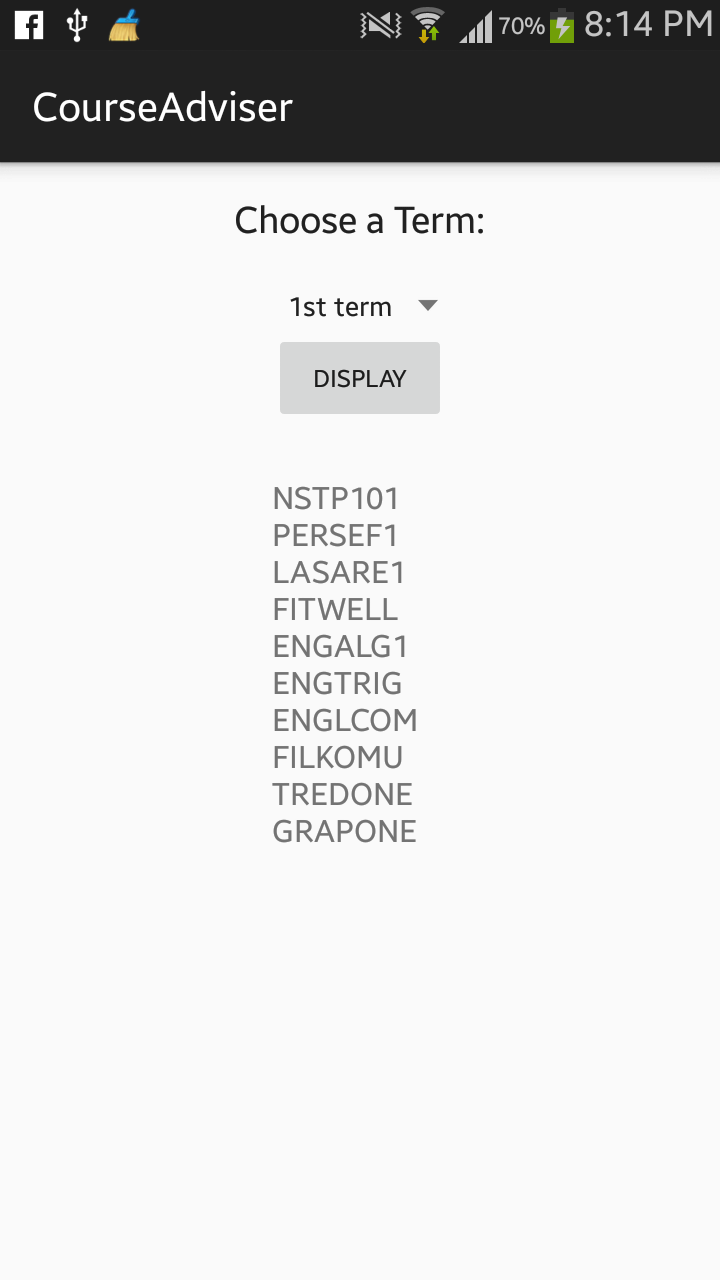 70% 8:14 PM
CourseAdviser
Choose a Term:
1st term
DISPLAY
NSTP101
PERSEF1
LASARE1
FITWELL
ENGALG1
ENGTRIG
ENGLCOM
FILKOMU
TREDONE
GRAPONE